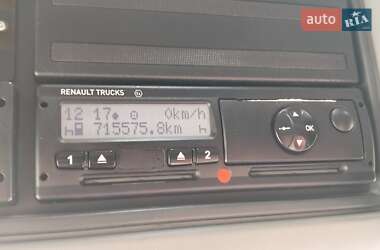 auto RIA
RENAULT TRUCKS
12 17 0km/h
h 715575.8km h
1 2
OK